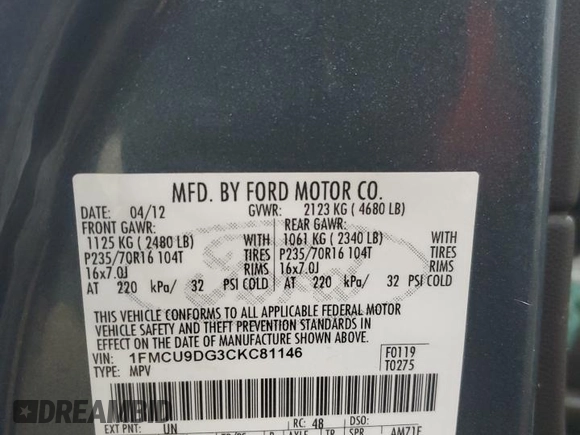 MFD. BY FORD MOTOR CO.
DATE: 04/12 GVWR: 2123 KG ( 4680 LB)
FRONT GAWR: REAR GAWR:
1125 KG ( 2480 LB) WITH 1061 KG ( 2340 LB) WITH
P235/70R16 104T TIRES P235/70R16 104T TIRES
16x7.0J RIMS 16x7.0J RIMS
AT 220 kPa/ 32 PSI COLD AT 220 kPa/ 32 PSI COLD
THIS VEHICLE CONFORMS TO ALL APPLICABLE FEDERAL MOTOR
VEHICLE SAFETY AND THEFT PREVENTION STANDARDS IN
EFFECT ON THE DATE OF MANUFACTURE SHOWN ABOVE.
VIN: 1FMCU9DG3CKC81146 F0119
TYPE: MPV T0275
EXT PNT: UN RC: 48 DSO:
AXLE TR SPR AM71F
DREAMBID